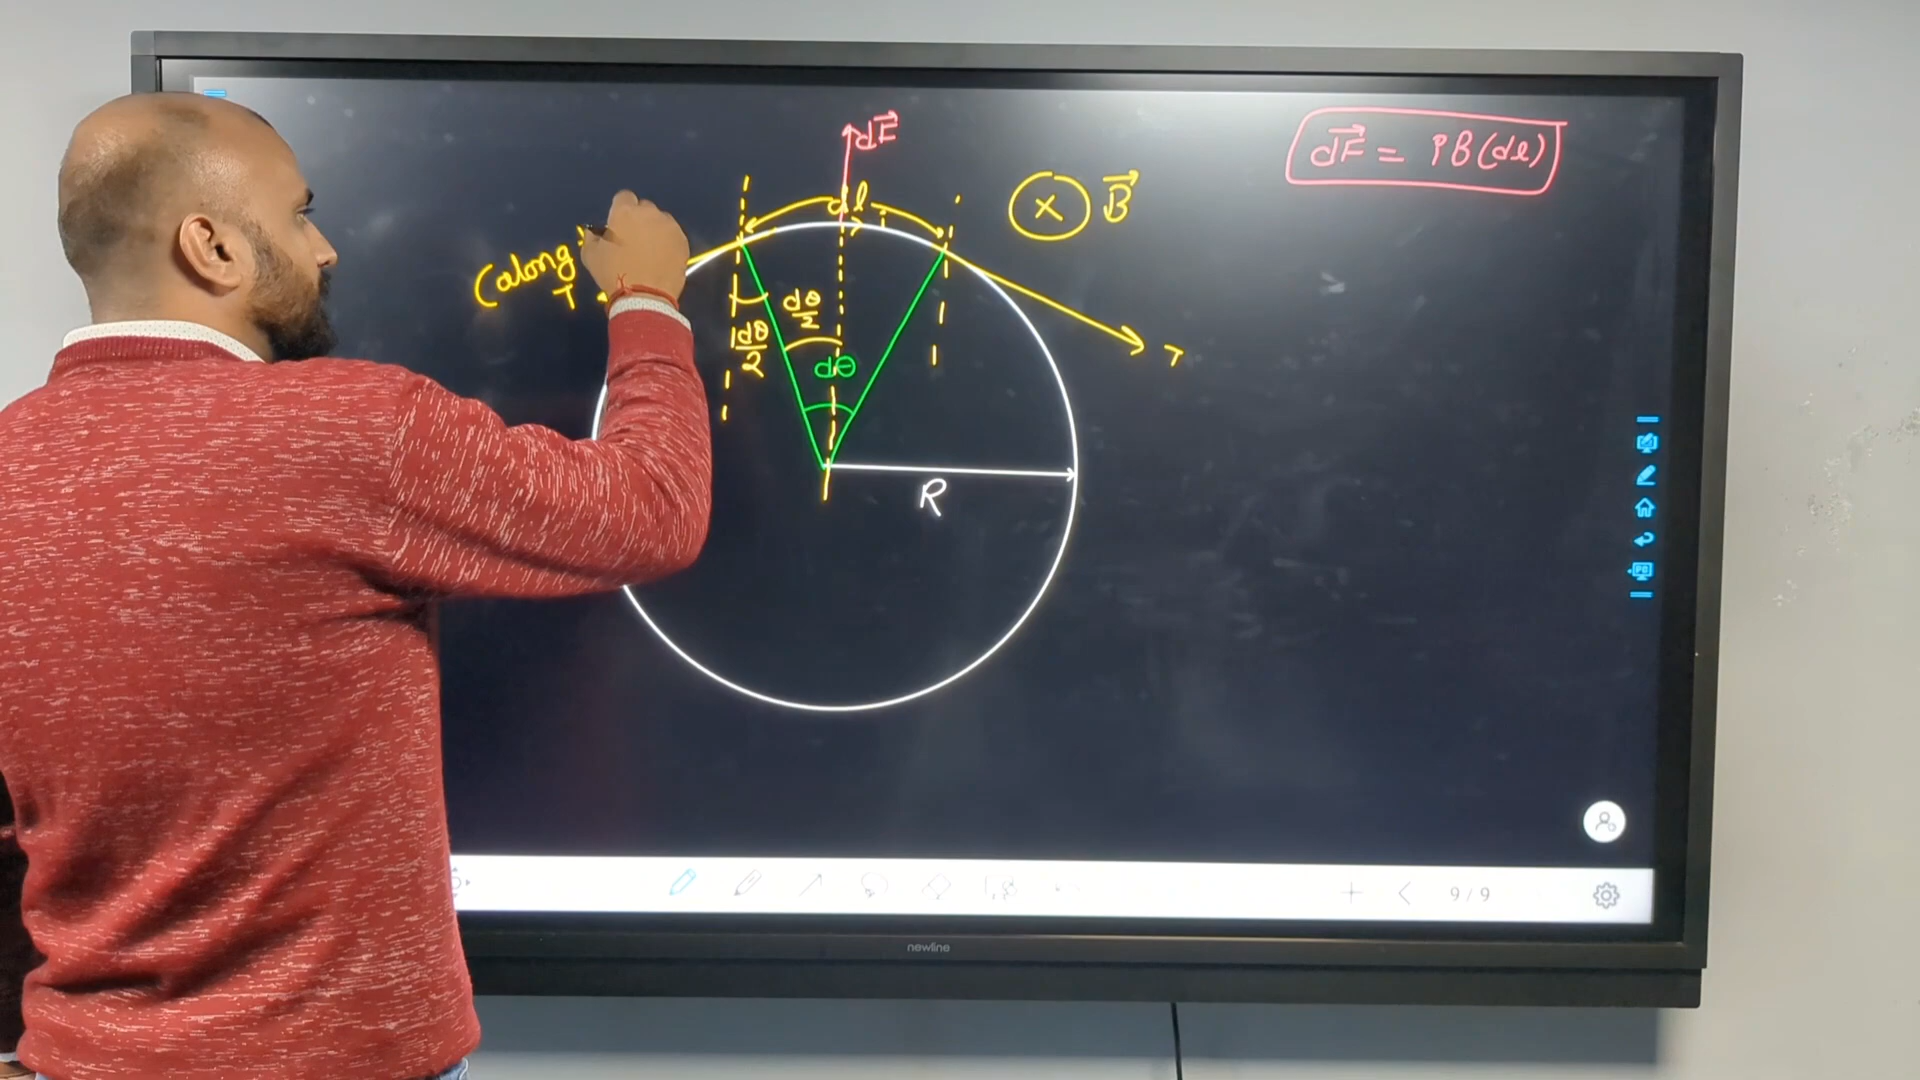 dF⃗
dF⃗ = iB(dl)
dl
i
× B⃗
(along
T
dθ/2
dθ/2
dθ
T
R
9/9
newline